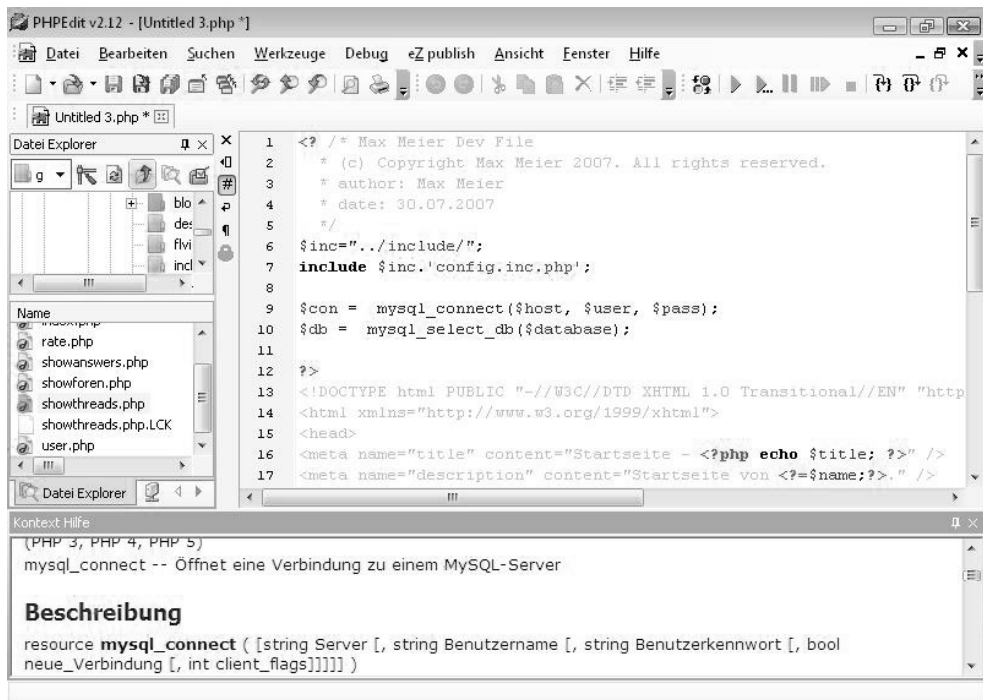 PHPEdit v2.12 - [Untitled 3.php *]
Datei Bearbeiten Suchen Werkzeuge Debug eZ publish Ansicht Fenster Hilfe
Untitled 3.php *
Datei Explorer
g
blo
de:
flvi
incl
Name
index.php
rate.php
showanswers.php
showforen.php
showthreads.php
showthreads.php.LCK
user.php
Datei Explorer
1 <? /* Max Meier Dev File
2 * (c) Copyright Max Meier 2007. All rights reserved.
3 * author: Max Meier
4 * date: 30.07.2007
5 */
6 $inc="../include/";
7 include $inc.'config.inc.php';
8
9 $con = mysql_connect($host, $user, $pass);
10 $db = mysql_select_db($database);
11
12 ?>
13 <!DOCTYPE html PUBLIC "-//W3C//DTD XHTML 1.0 Transitional//EN" "http
14 <html xmlns="http://www.w3.org/1999/xhtml">
15 <head>
16 <meta name="title" content="Startseite - <?php echo $title; ?>" />
17 <meta name="description" content="Startseite von <?=$name;?>." />
Kontext Hilfe
(PHP 3, PHP 4, PHP 5)
mysql_connect -- Öffnet eine Verbindung zu einem MySQL-Server
Beschreibung
resource mysql_connect ( [string Server [, string Benutzername [, string Benutzerkennwort [, bool
neue_Verbindung [, int client_flags]]]]] )